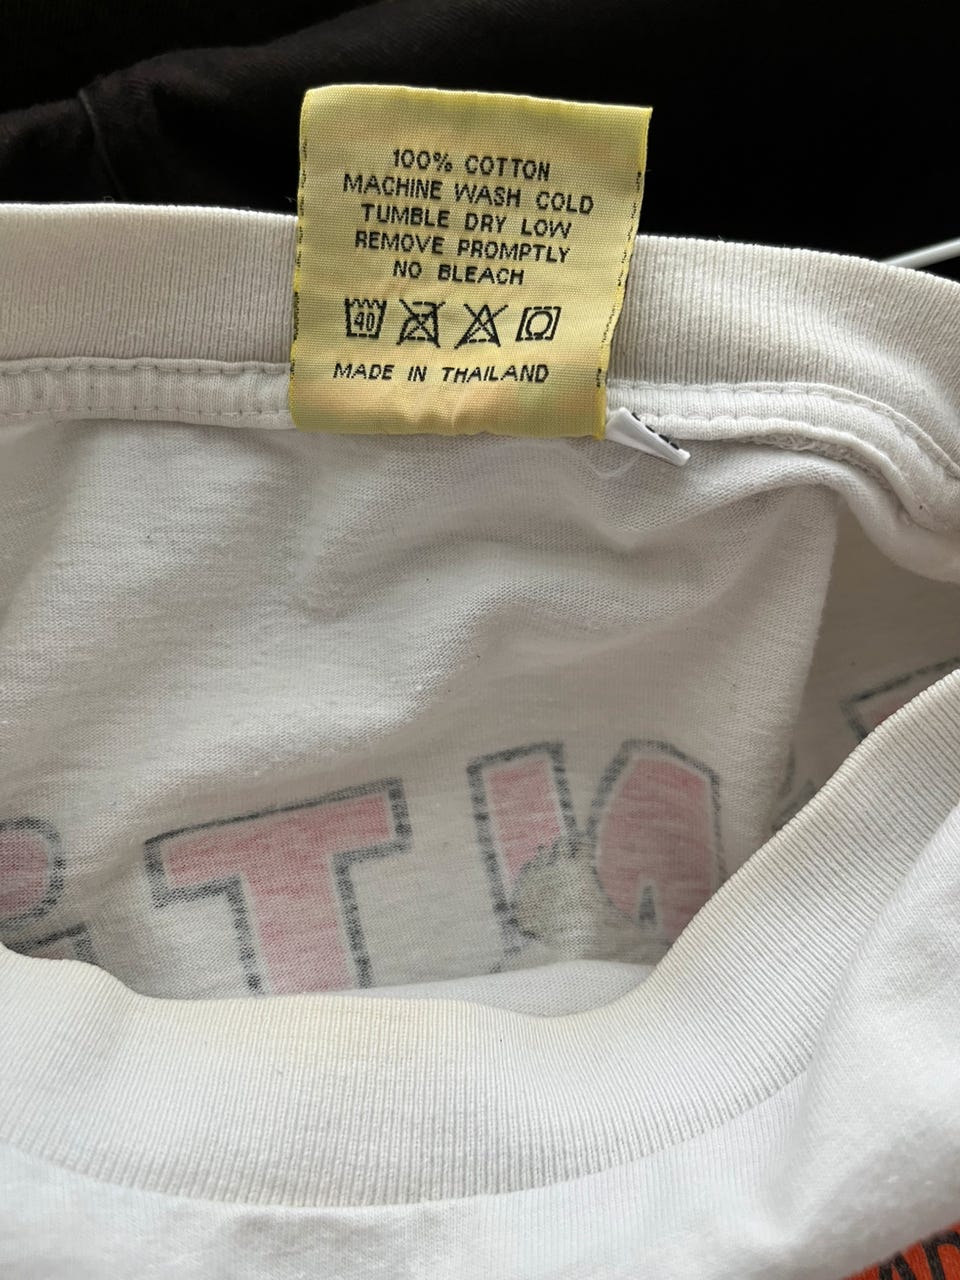 100% COTTON
MACHINE WASH COLD
TUMBLE DRY LOW
REMOVE PROMPTLY
NO BLEACH
40
MADE IN THAILAND